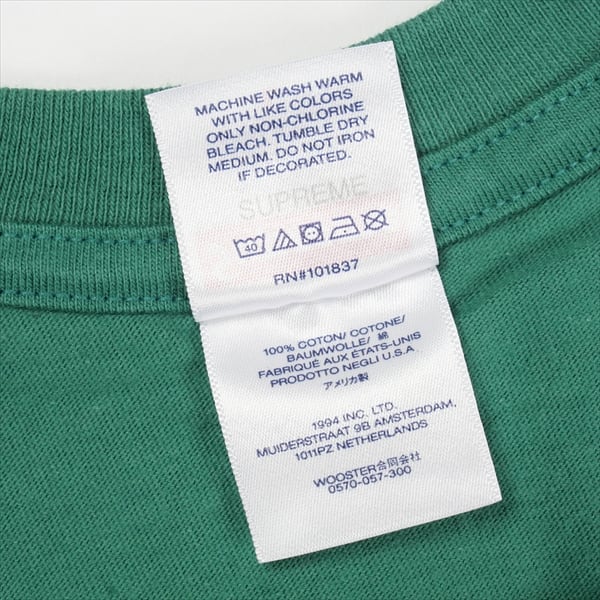 MACHINE WASH WARM
WITH LIKE COLORS
ONLY NON-CHLORINE
BLEACH. TUMBLE DRY
MEDIUM. DO NOT IRON
IF DECORATED.
SUPREME
40
RN#101837
100% COTON/ COTONE/
BAUMWOLLE/ 綿
FABRIQUÉ AUX ÉTATS-UNIS
PRODOTTO NEGLI U.S.A
アメリカ製
1994 INC. LTD.
MUIDERSTRAAT 9B AMSTERDAM,
1011PZ NETHERLANDS
WOOSTER合同会社
0570-057-300